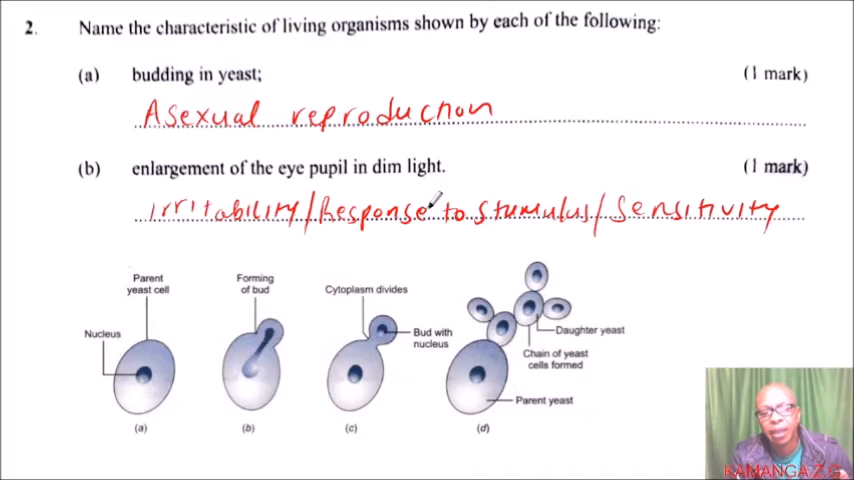 2. Name the characteristic of living organisms shown by each of the following:
(a) budding in yeast; (1 mark)
Asexual reproduction
(b) enlargement of the eye pupil in dim light. (1 mark)
Irritability/Response to stumulus/Sensitivity
Parent
yeast cell
Nucleus
(a)
Forming
of bud
(b)
Cytoplasm divides
Bud with
nucleus
(c)
Daughter yeast
Chain of yeast
cells formed
Parent yeast
(d)
KAMANGA Z.G